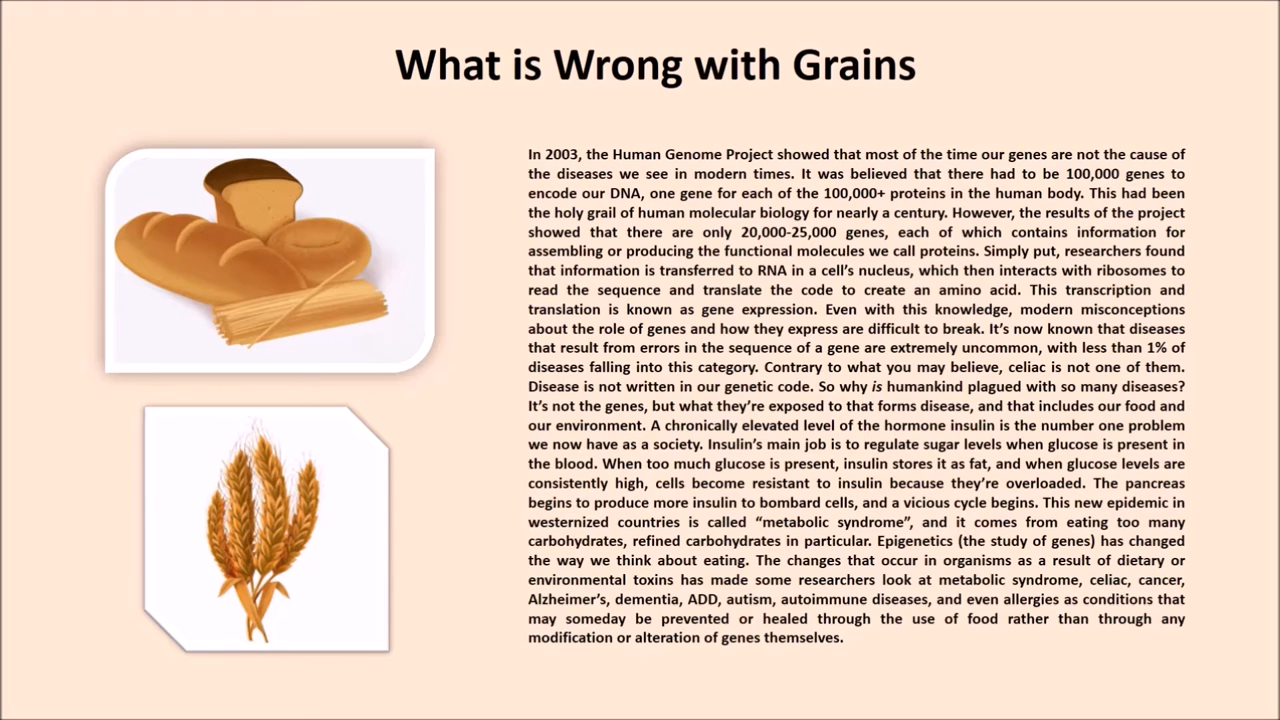 What is Wrong with Grains
In 2003, the Human Genome Project showed that most of the time our genes are not the cause of
the diseases we see in modern times. It was believed that there had to be 100,000 genes to
encode our DNA, one gene for each of the 100,000+ proteins in the human body. This had been
the holy grail of human molecular biology for nearly a century. However, the results of the project
showed that there are only 20,000-25,000 genes, each of which contains information for
assembling or producing the functional molecules we call proteins. Simply put, researchers found
that information is transferred to RNA in a cell’s nucleus, which then interacts with ribosomes to
read the sequence and translate the code to create an amino acid. This transcription and
translation is known as gene expression. Even with this knowledge, modern misconceptions
about the role of genes and how they express are difficult to break. It’s now known that diseases
that result from errors in the sequence of a gene are extremely uncommon, with less than 1% of
diseases falling into this category. Contrary to what you may believe, celiac is not one of them.
Disease is not written in our genetic code. So why is humankind plagued with so many diseases?
It’s not the genes, but what they’re exposed to that forms disease, and that includes our food and
our environment. A chronically elevated level of the hormone insulin is the number one problem
we now have as a society. Insulin’s main job is to regulate sugar levels when glucose is present in
the blood. When too much glucose is present, insulin stores it as fat, and when glucose levels are
consistently high, cells become resistant to insulin because they’re overloaded. The pancreas
begins to produce more insulin to bombard cells, and a vicious cycle begins. This new epidemic in
westernized countries is called “metabolic syndrome”, and it comes from eating too many
carbohydrates, refined carbohydrates in particular. Epigenetics (the study of genes) has changed
the way we think about eating. The changes that occur in organisms as a result of dietary or
environmental toxins has made some researchers look at metabolic syndrome, celiac, cancer,
Alzheimer’s, dementia, ADD, autism, autoimmune diseases, and even allergies as conditions that
may someday be prevented or healed through the use of food rather than through any
modification or alteration of genes themselves.